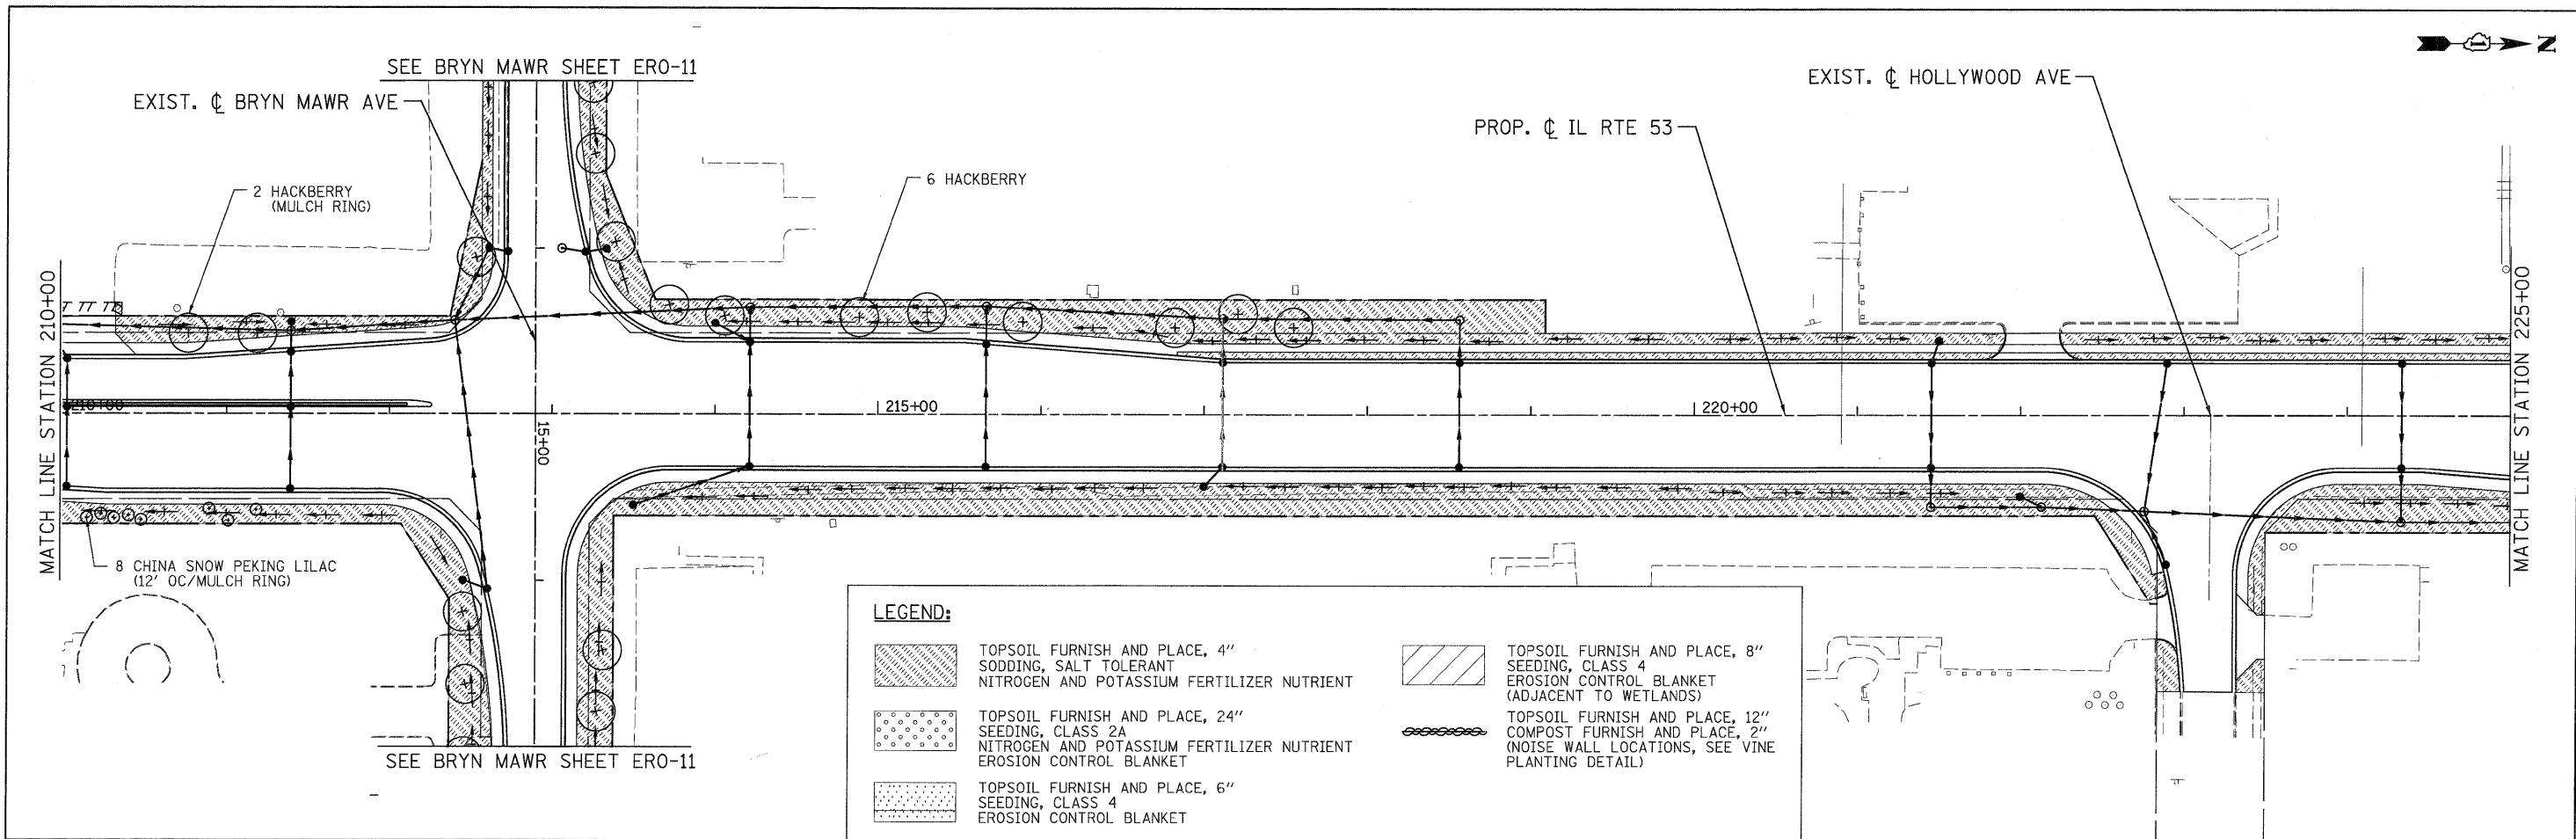 SEE BRYN MAWR SHEET ERO-11
EXIST. ℄ BRYN MAWR AVE
EXIST. ℄ HOLLYWOOD AVE
PROP. ℄ IL RTE 53
N
2 HACKBERRY
(MULCH RING)
6 HACKBERRY
MATCH LINE STATION 210+00
210+00
15+00
215+00
220+00
MATCH LINE STATION 225+00
8 CHINA SNOW PEKING LILAC
(12' OC/MULCH RING)
SEE BRYN MAWR SHEET ERO-11
LEGEND:
TOPSOIL FURNISH AND PLACE, 4"
SODDING, SALT TOLERANT
NITROGEN AND POTASSIUM FERTILIZER NUTRIENT
TOPSOIL FURNISH AND PLACE, 24"
SEEDING, CLASS 2A
NITROGEN AND POTASSIUM FERTILIZER NUTRIENT
EROSION CONTROL BLANKET
TOPSOIL FURNISH AND PLACE, 6"
SEEDING, CLASS 4
EROSION CONTROL BLANKET
TOPSOIL FURNISH AND PLACE, 8"
SEEDING, CLASS 4
EROSION CONTROL BLANKET
(ADJACENT TO WETLANDS)
TOPSOIL FURNISH AND PLACE, 12"
COMPOST FURNISH AND PLACE, 2"
(NOISE WALL LOCATIONS, SEE VINE
PLANTING DETAIL)